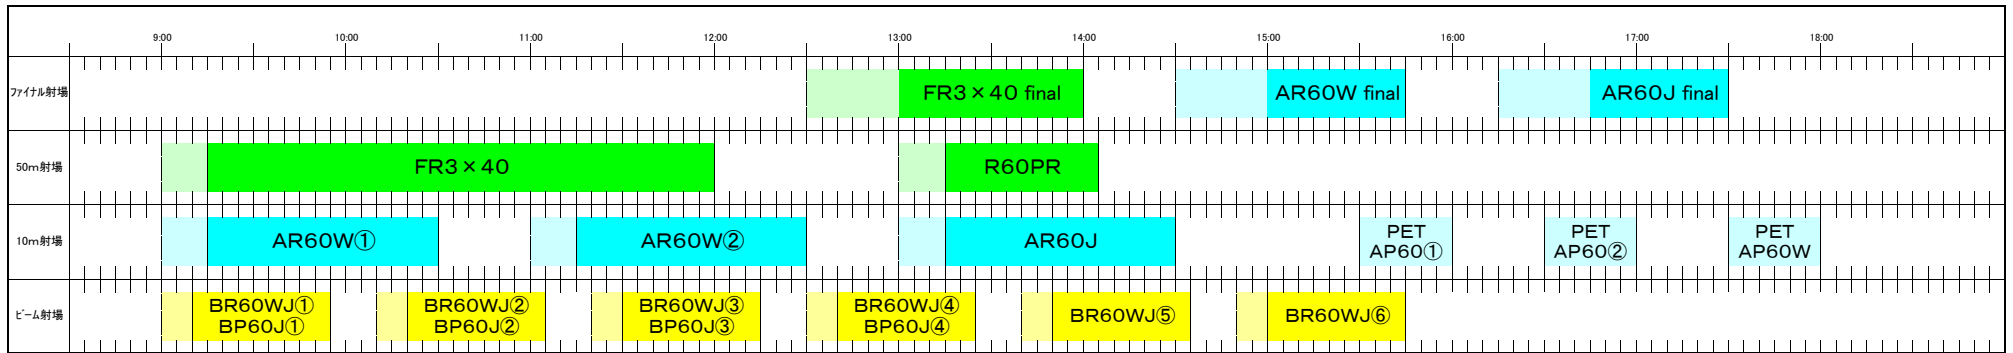 9:00 10:00 11:00 12:00 13:00 14:00 15:00 16:00 17:00 18:00
ﾌｧｲﾅﾙ射場
FR3×40 final
AR60W final
AR60J final
50m射場
FR3×40
R60PR
10m射場
AR60W①
AR60W②
AR60J
PET
AP60①
PET
AP60②
PET
AP60W
ﾋﾞｰﾑ射場
BR60WJ①
BP60J①
BR60WJ②
BP60J②
BR60WJ③
BP60J③
BR60WJ④
BP60J④
BR60WJ⑤
BR60WJ⑥